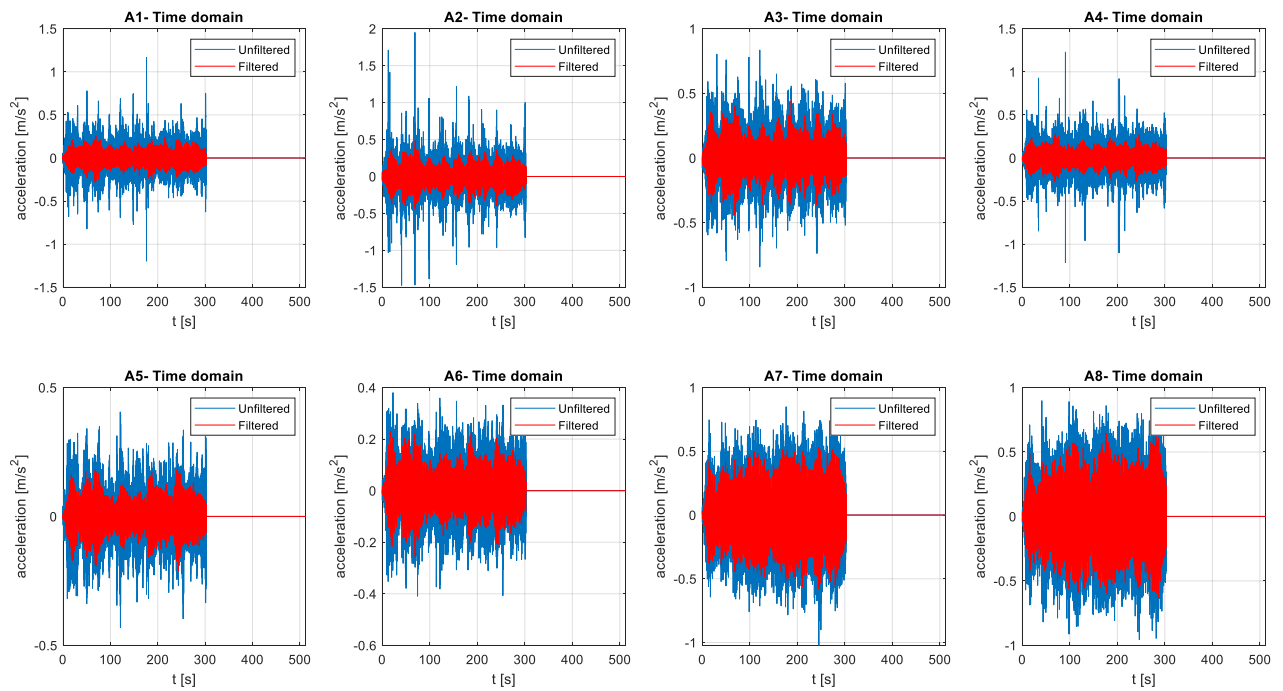 A1- Time domain
A2- Time domain
A3- Time domain
A4- Time domain
1.5
1
0.5
0
-0.5
-1
-1.5
acceleration [m/s²]
Unfiltered
Filtered
0 100 200 300 400 500
t [s]
2
1.5
1
0.5
0
-0.5
-1
-1.5
acceleration [m/s²]
Unfiltered
Filtered
0 100 200 300 400 500
t [s]
1
0.5
0
-0.5
-1
acceleration [m/s²]
Unfiltered
Filtered
0 100 200 300 400 500
t [s]
1.5
1
0.5
0
-0.5
-1
-1.5
acceleration [m/s²]
Unfiltered
Filtered
0 100 200 300 400 500
t [s]
A5- Time domain
A6- Time domain
A7- Time domain
A8- Time domain
0.5
0
-0.5
acceleration [m/s²]
Unfiltered
Filtered
0 100 200 300 400 500
t [s]
0.4
0.2
0
-0.2
-0.4
-0.6
acceleration [m/s²]
Unfiltered
Filtered
0 100 200 300 400 500
t [s]
1
0.5
0
-0.5
-1
acceleration [m/s²]
Unfiltered
Filtered
0 100 200 300 400 500
t [s]
1
0.5
0
-0.5
-1
acceleration [m/s²]
Unfiltered
Filtered
0 100 200 300 400 500
t [s]